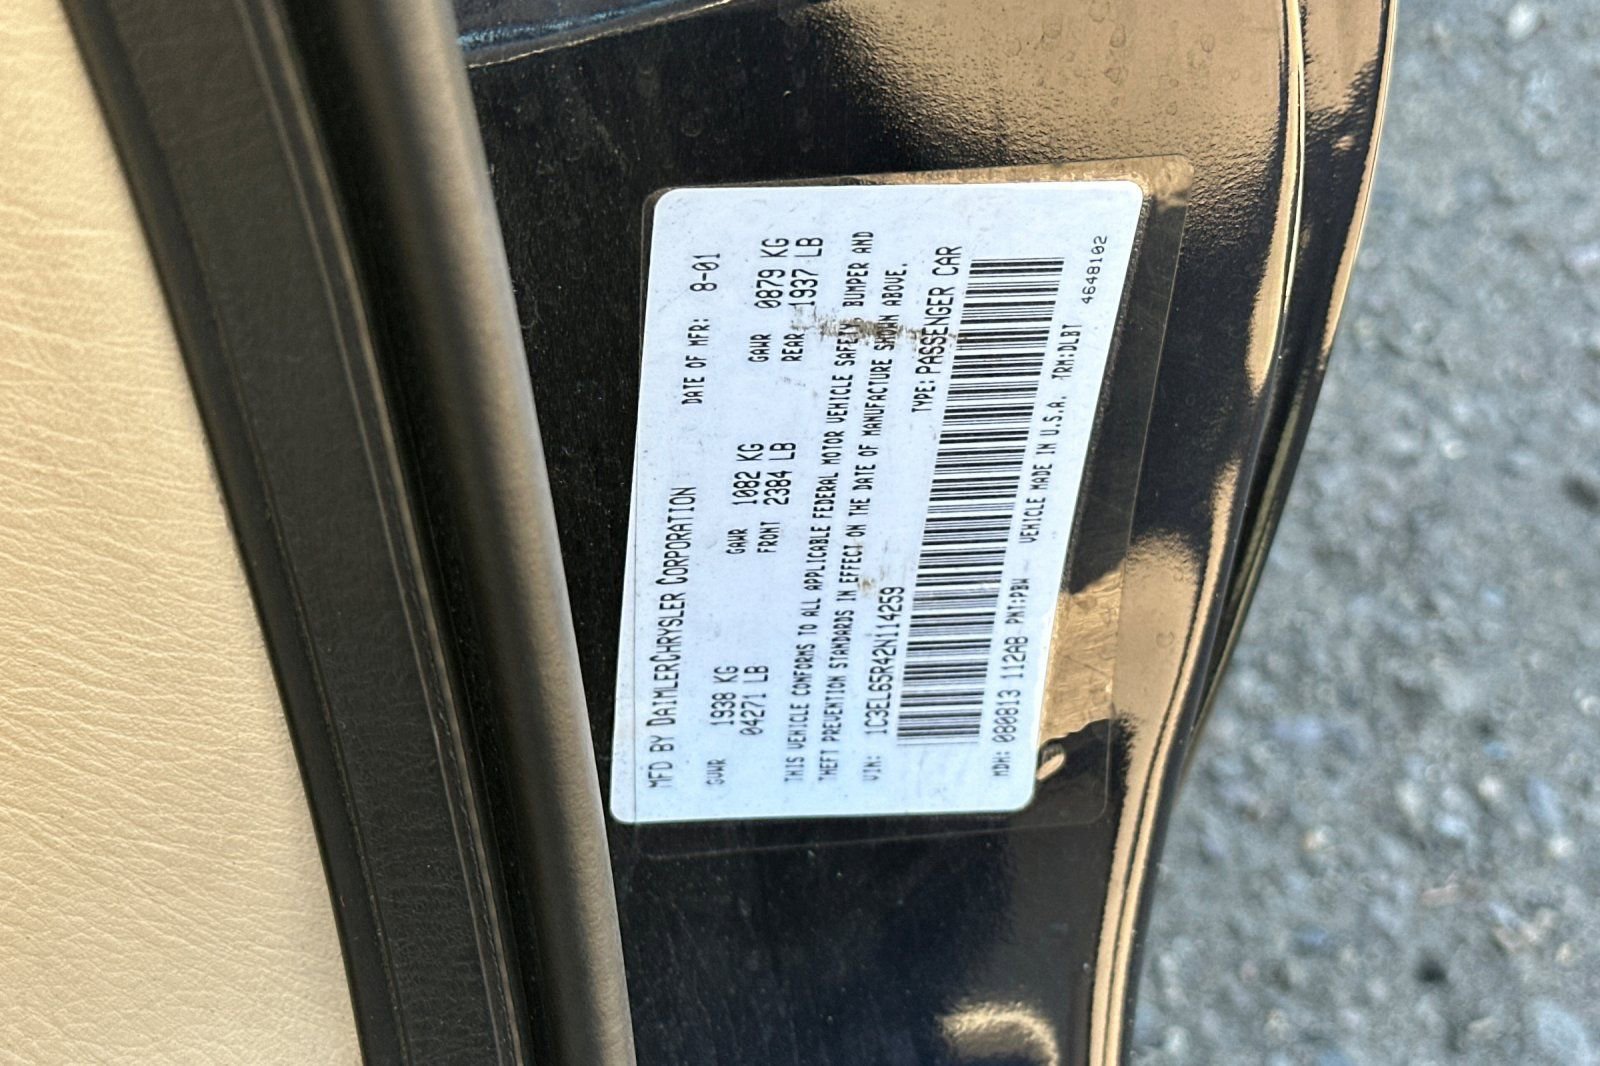 MFD BY DAIMLERCHRYSLER CORPORATION DATE OF MFR: 8-01
GVWR 1938 KG GAWR 1082 KG GAWR 0879 KG
04271 LB FRONT 2384 LB REAR 1937 LB
THIS VEHICLE CONFORMS TO ALL APPLICABLE FEDERAL MOTOR VEHICLE SAFETY, BUMPER AND
THEFT PREVENTION STANDARDS IN EFFECT ON THE DATE OF MANUFACTURE SHOWN ABOVE.
VIN: 1C3EL65R42N114259 TYPE: PASSENGER CAR
MDH: 080813 112AB PNT:PBW VEHICLE MADE IN U.S.A. TRM:DLBT 4648102